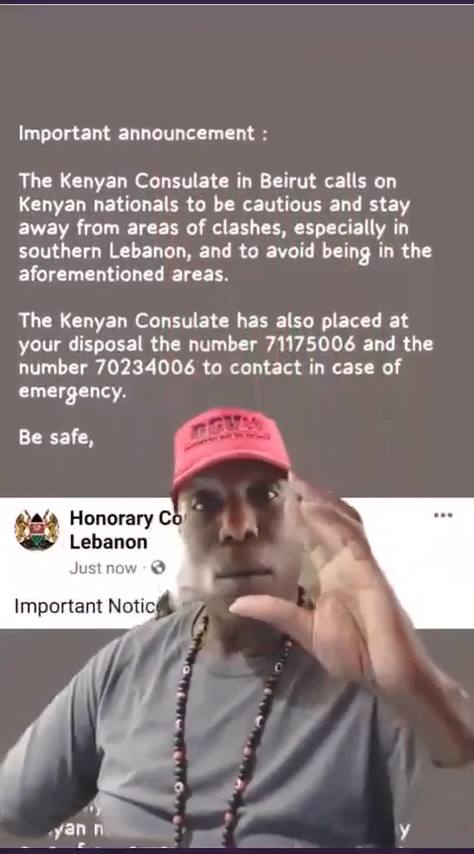 Important announcement :
The Kenyan Consulate in Beirut calls on
Kenyan nationals to be cautious and stay
away from areas of clashes, especially in
southern Lebanon, and to avoid being in the
aforementioned areas.
The Kenyan Consulate has also placed at
your disposal the number 71175006 and the
number 70234006 to contact in case of
emergency.
Be safe,
Honorary Co
Lebanon
Just now
Important Notic
yan n
y